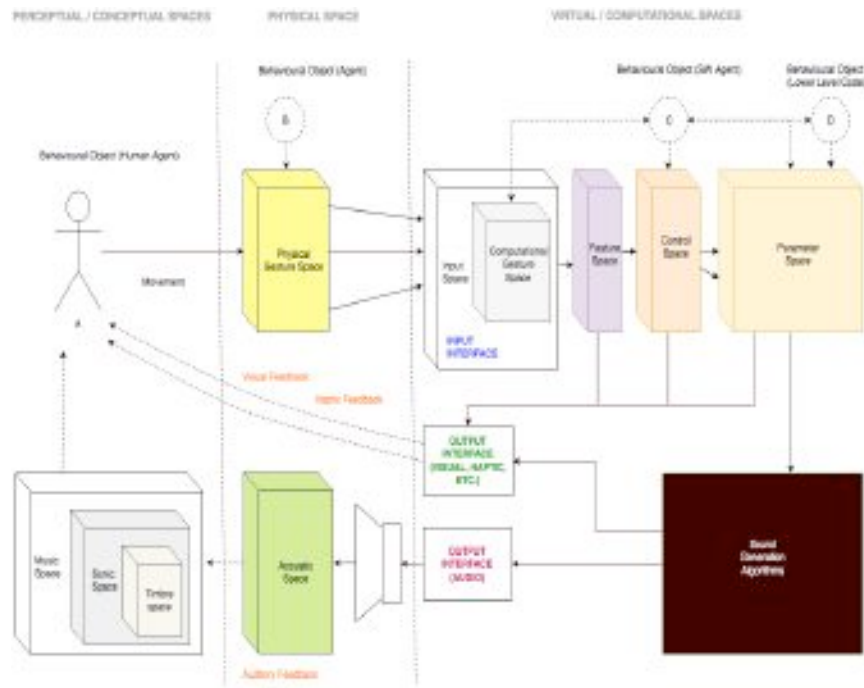 PERCEPTUAL / CONCEPTUAL SPACES
PHYSICAL SPACE
VIRTUAL / COMPUTATIONAL SPACES
Behavioural Object (Agent)
Behavioural Object (Soft Agent)
Behavioural Object
(Lower Level Code)
B
C
D
Behavioural Object (Human Agent)
Physical
Gesture Space
Input
Space
Computational
Gesture
Space
Feature
Space
Control
Space
Parameter
Space
Movement
A
INPUT
INTERFACE
Visual Feedback
Haptic Feedback
OUTPUT
INTERFACE
(VISUAL, HAPTIC,
ETC.)
Music
Space
Sonic
Space
Timbre
space
Acoustic
Space
OUTPUT
INTERFACE
(AUDIO)
Sound
Generation
Algorithms
Feedback